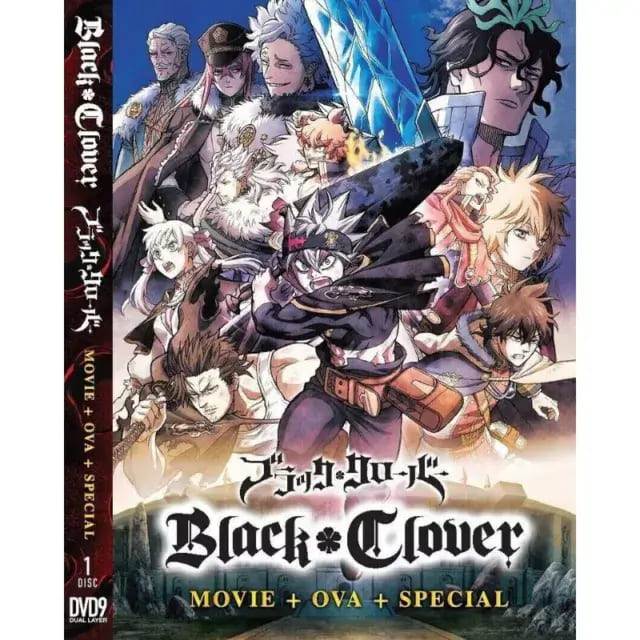 Black Clover
ブラック・クローバー
MOVIE + OVA + SPECIAL
1
DISC
DVD9
DUAL LAYER
ブラック・クローバー
Black Clover
MOVIE + OVA + SPECIAL